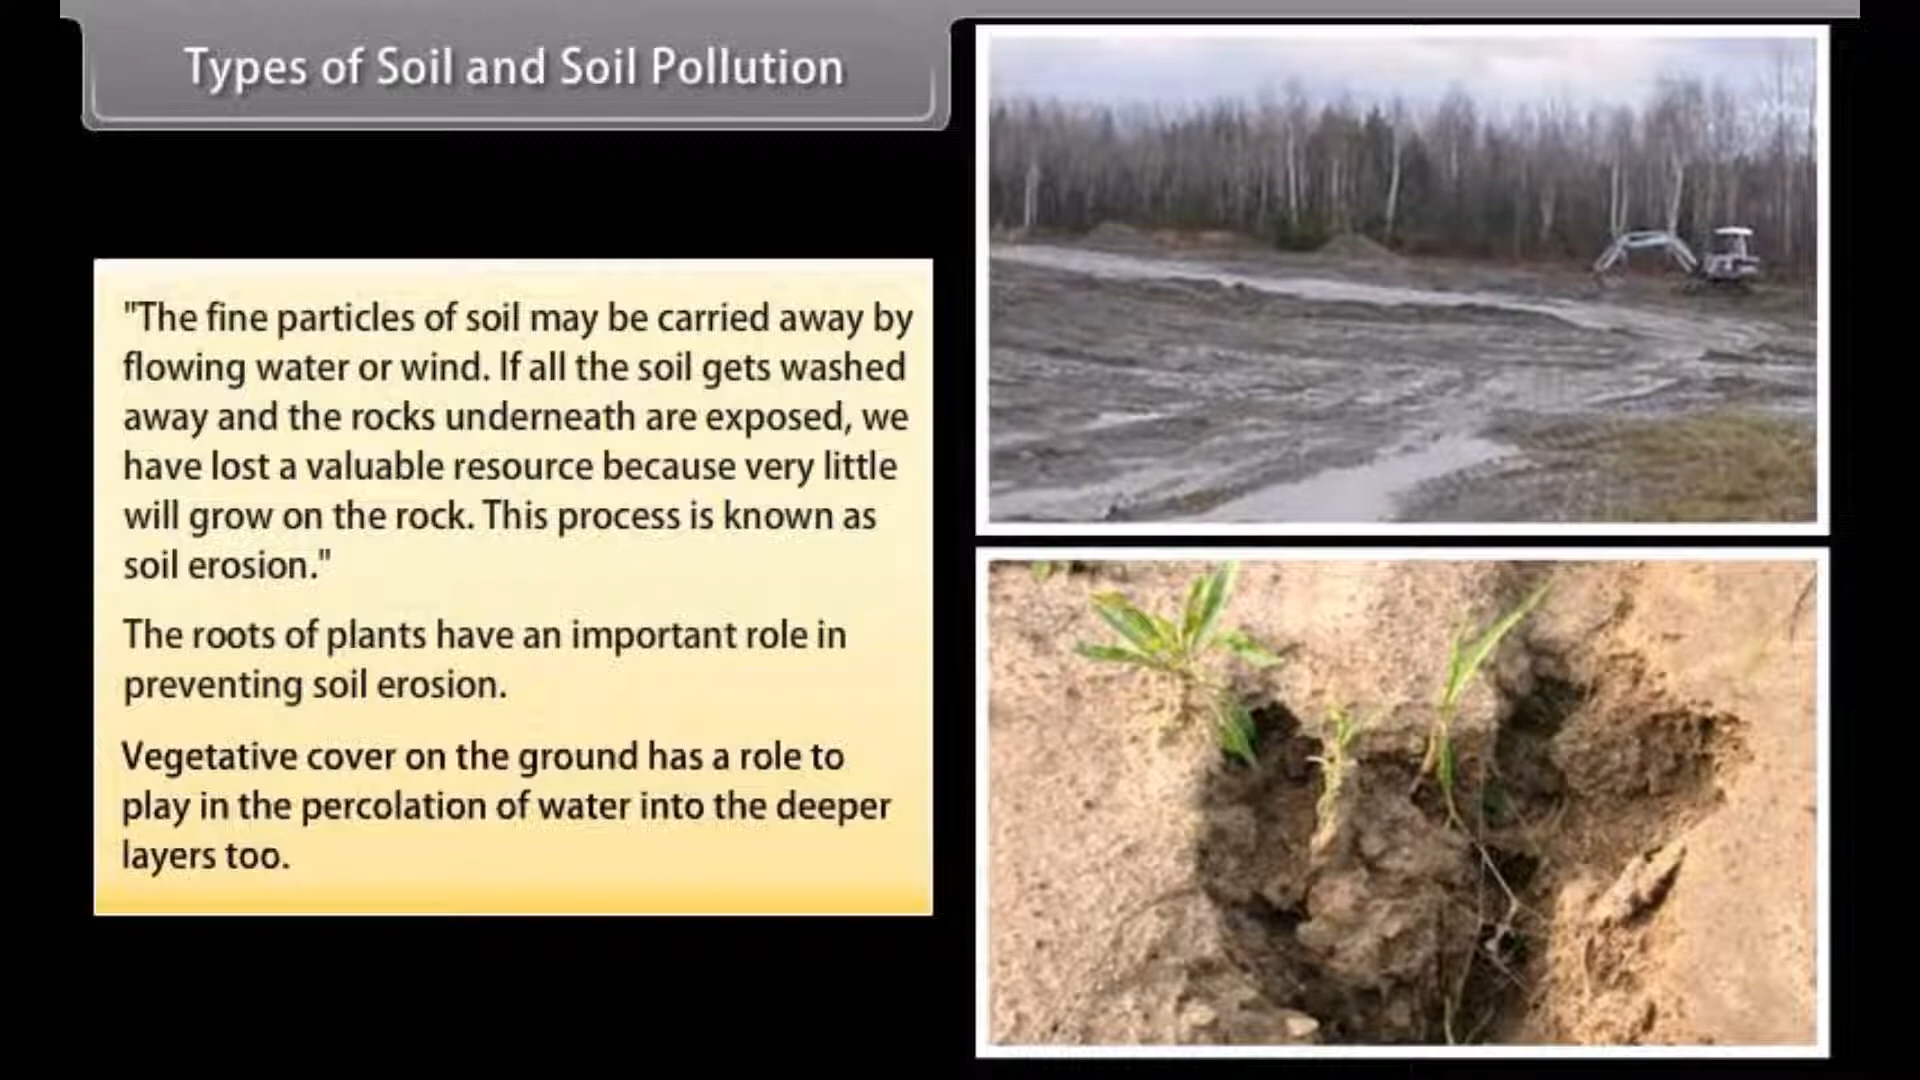 Types of Soil and Soil Pollution
"The fine particles of soil may be carried away by
flowing water or wind. If all the soil gets washed
away and the rocks underneath are exposed, we
have lost a valuable resource because very little
will grow on the rock. This process is known as
soil erosion."
The roots of plants have an important role in
preventing soil erosion.
Vegetative cover on the ground has a role to
play in the percolation of water into the deeper
layers too.